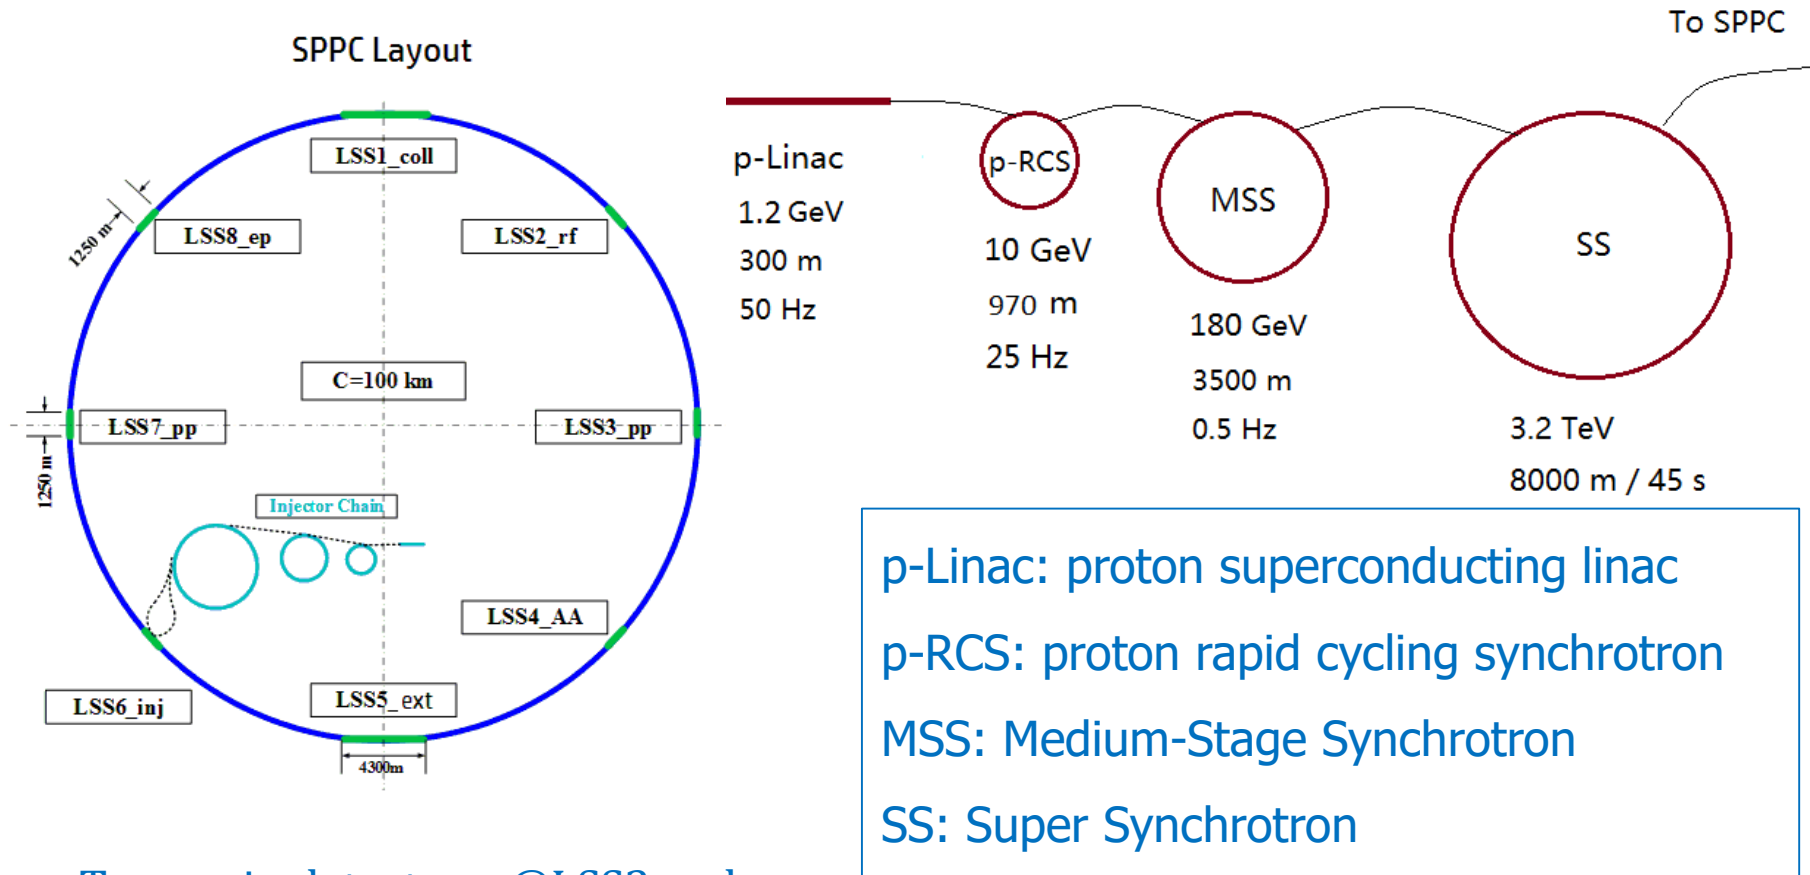 SPPC Layout
LSS1_coll
LSS8_ep
LSS2_rf
1250 m
C=100 km
LSS7_pp
LSS3_pp
1250 m
Injector Chain
LSS4_AA
LSS6_inj
LSS5_ext
4300m
To SPPC
p-Linac
1.2 GeV
300 m
50 Hz
p-RCS
10 GeV
970 m
25 Hz
MSS
180 GeV
3500 m
0.5 Hz
SS
3.2 TeV
8000 m / 45 s
p-Linac: proton superconducting linac
p-RCS: proton rapid cycling synchrotron
MSS: Medium-Stage Synchrotron
SS: Super Synchrotron